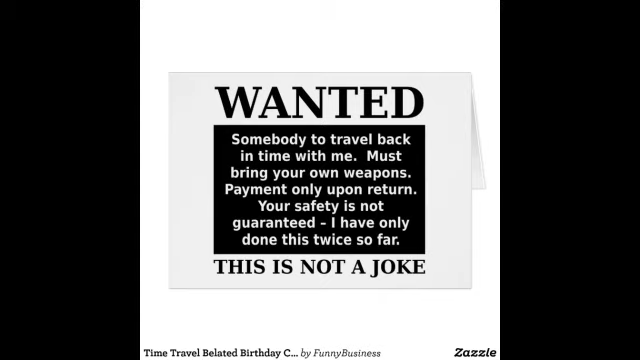 WANTED
Somebody to travel back
in time with me.  Must
bring your own weapons.
Payment only upon return.
Your safety is not
guaranteed – I have only
done this twice so far.
THIS IS NOT A JOKE
Time Travel Belated Birthday C... by FunnyBusiness
Zazzle